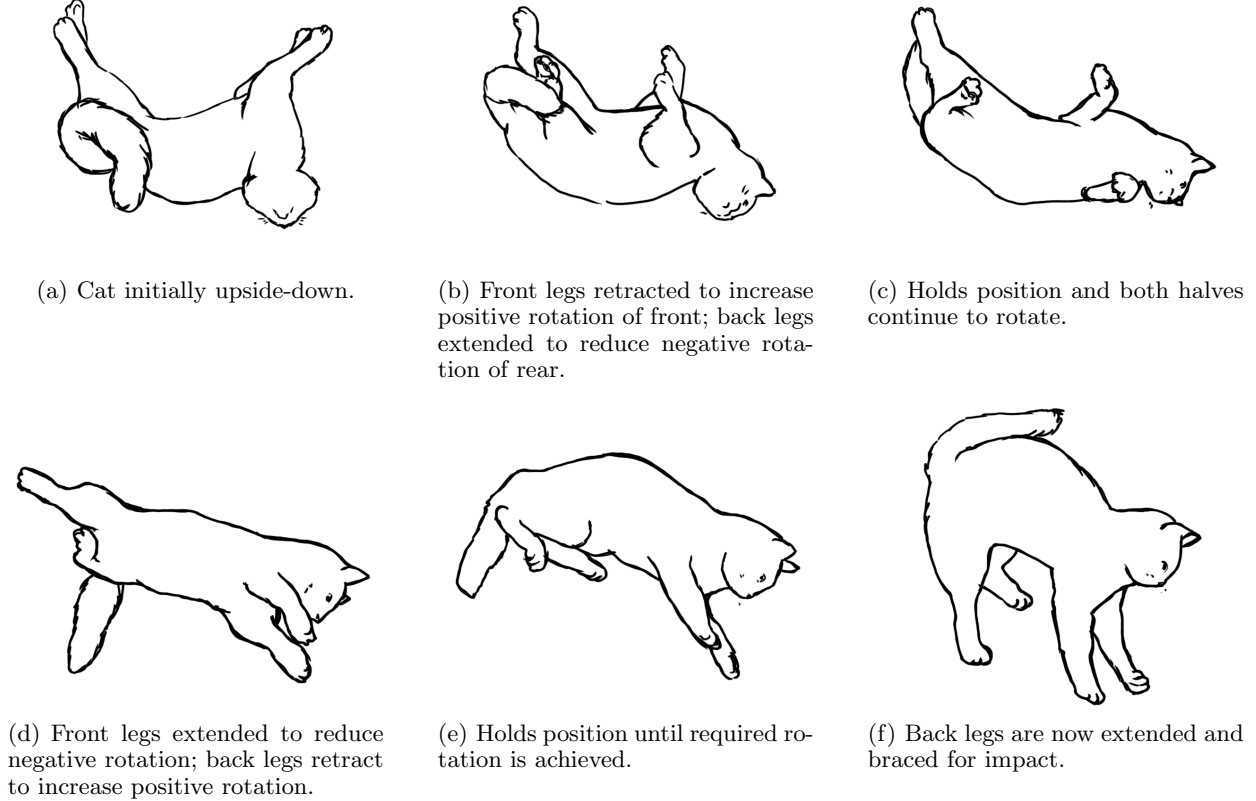 (a) Cat initially upside-down.
(b) Front legs retracted to increase
positive rotation of front; back legs
extended to reduce negative rota-
tion of rear.
(c) Holds position and both halves
continue to rotate.
(d) Front legs extended to reduce
negative rotation; back legs retract
to increase positive rotation.
(e) Holds position until required ro-
tation is achieved.
(f) Back legs are now extended and
braced for impact.